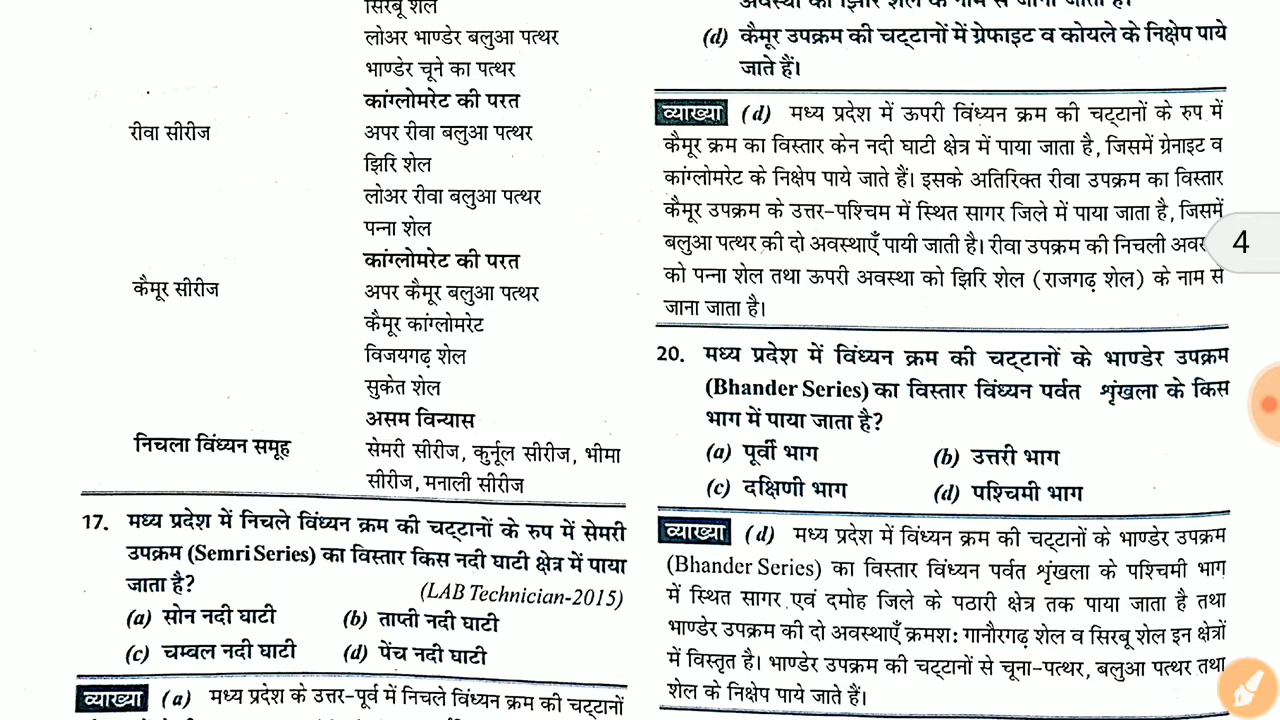 सिरबू शेल
लोअर भाण्डेर बलुआ पत्थर
भाण्डेर चूने का पत्थर
कांग्लोमरेट की परत
रीवा सीरीज अपर रीवा बलुआ पत्थर
झिरि शेल
लोअर रीवा बलुआ पत्थर
पन्ना शेल
कांग्लोमरेट की परत
कैमूर सीरीज अपर कैमूर बलुआ पत्थर
कैमूर कांग्लोमरेट
विजयगढ़ शेल
सुकेत शेल
असम विन्यास
निचला विंध्यन समूह सेमरी सीरीज, कुर्नूल सीरीज, भीमा
सीरीज, मनाली सीरीज
17. मध्य प्रदेश में निचले विंध्यन क्रम की चट्टानों के रुप में सेमरी
उपक्रम (Semri Series) का विस्तार किस नदी घाटी क्षेत्र में पाया
जाता है?
(LAB Technician-2015)
(a) सोन नदी घाटी (b) ताप्ती नदी घाटी
(c) चम्वल नदी घाटी (d) पेंच नदी घाटी
व्याख्या (a) मध्य प्रदेश के उत्तर-पूर्व में निचले विंध्यन क्रम की चट्टानों
अवस्था को झिरि शेल के नाम से जाना जाता है।
(d) कैमूर उपक्रम की चट्टानों में ग्रेफाइट व कोयले के निक्षेप पाये
जाते हैं।
व्याख्या (d) मध्य प्रदेश में ऊपरी विंध्यन क्रम की चट्टानों के रुप में
कैमूर क्रम का विस्तार केन नदी घाटी क्षेत्र में पाया जाता है, जिसमें ग्रेनाइट व
कांग्लोमरेट के निक्षेप पाये जाते हैं। इसके अतिरिक्त रीवा उपक्रम का विस्तार
कैमूर उपक्रम के उत्तर-पश्चिम में स्थित सागर जिले में पाया जाता है, जिसमें
बलुआ पत्थर की दो अवस्थाएँ पायी जाती है। रीवा उपक्रम की निचली
को पन्ना शेल तथा ऊपरी अवस्था को झिरि शेल (राजगढ़ शेल) के नाम से
जाना जाता है।
20. मध्य प्रदेश में विंध्यन क्रम की चट्टानों के भाण्डेर उपक्रम
(Bhander Series) का विस्तार विंध्यन पर्वत शृंखला के किस
भाग में पाया जाता है?
(a) पूर्वी भाग (b) उत्तरी भाग
(c) दक्षिणी भाग (d) पश्चिमी भाग
व्याख्या (d) मध्य प्रदेश में विंध्यन क्रम की चट्टानों के भाण्डेर उपक्रम
(Bhander Series) का विस्तार विंध्यन पर्वत शृंखला के पश्चिमी भाग
में स्थित सागर एवं दमोह जिले के पठारी क्षेत्र तक पाया जाता है तथा
भाण्डेर उपक्रम की दो अवस्थाएँ क्रमश: गानौरगढ़ शेल व सिरबू शेल इन क्षेत्रों
में विस्तृत है। भाण्डेर उपक्रम की चट्टानों से चूना-पत्थर, बलुआ पत्थर तथा
शेल के निक्षेप पाये जाते हैं।
4